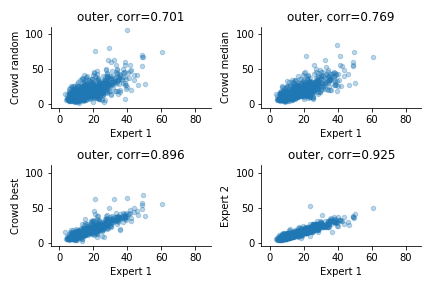 outer, corr=0.701
Crowd random
100
50
0
0 20 40 60 80
Expert 1
outer, corr=0.769
Crowd median
100
50
0
0 20 40 60 80
Expert 1
outer, corr=0.896
Crowd best
100
50
0
0 20 40 60 80
Expert 1
outer, corr=0.925
Expert 2
100
50
0
0 20 40 60 80
Expert 1